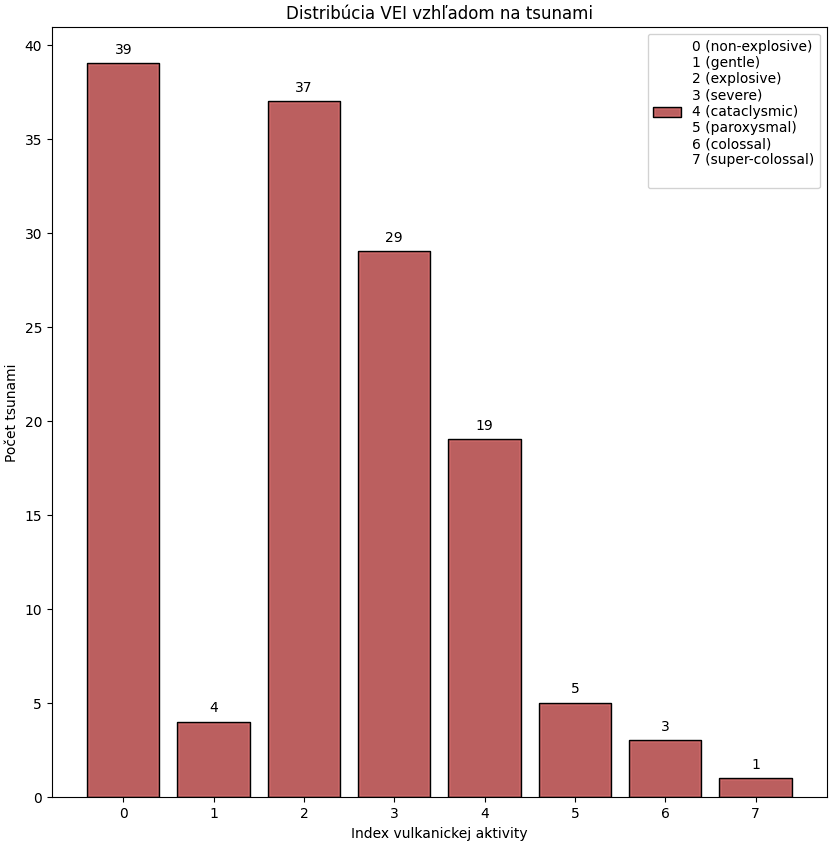 Distribúcia VEI vzhľadom na tsunami
0 (non-explosive)
1 (gentle)
2 (explosive)
3 (severe)
4 (cataclysmic)
5 (paroxysmal)
6 (colossal)
7 (super-colossal)
Počet tsunami
40
35
30
25
20
15
10
5
0
39
4
37
29
19
5
3
1
0 1 2 3 4 5 6 7
Index vulkanickej aktivity